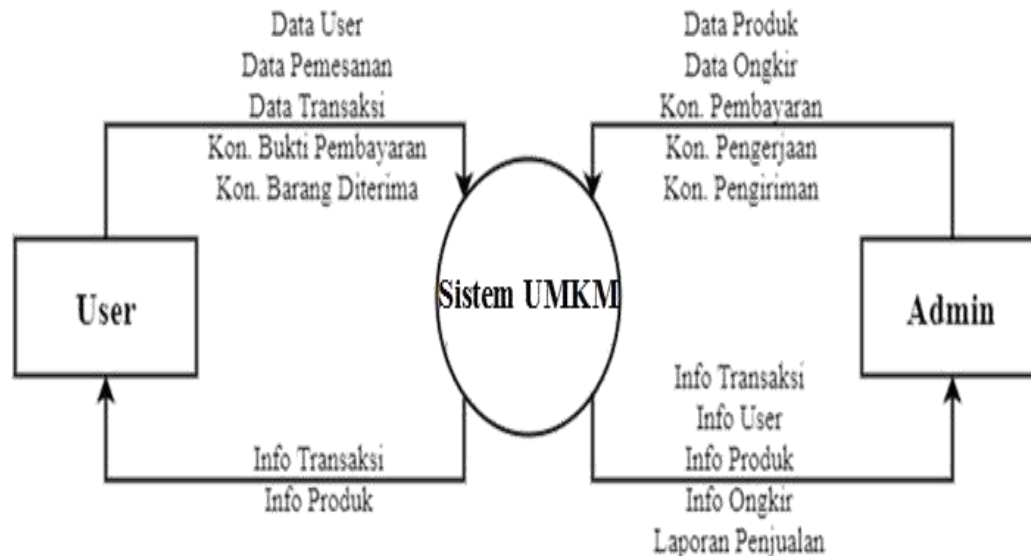 Data User
Data Pemesanan
Data Transaksi
Kon. Bukti Pembayaran
Kon. Barang Diterima
Data Produk
Data Ongkir
Kon. Pembayaran
Kon. Pengerjaan
Kon. Pengiriman
User
Sistem UMKM
Admin
Info Transaksi
Info Produk
Info Transaksi
Info User
Info Produk
Info Ongkir
Laporan Penjualan